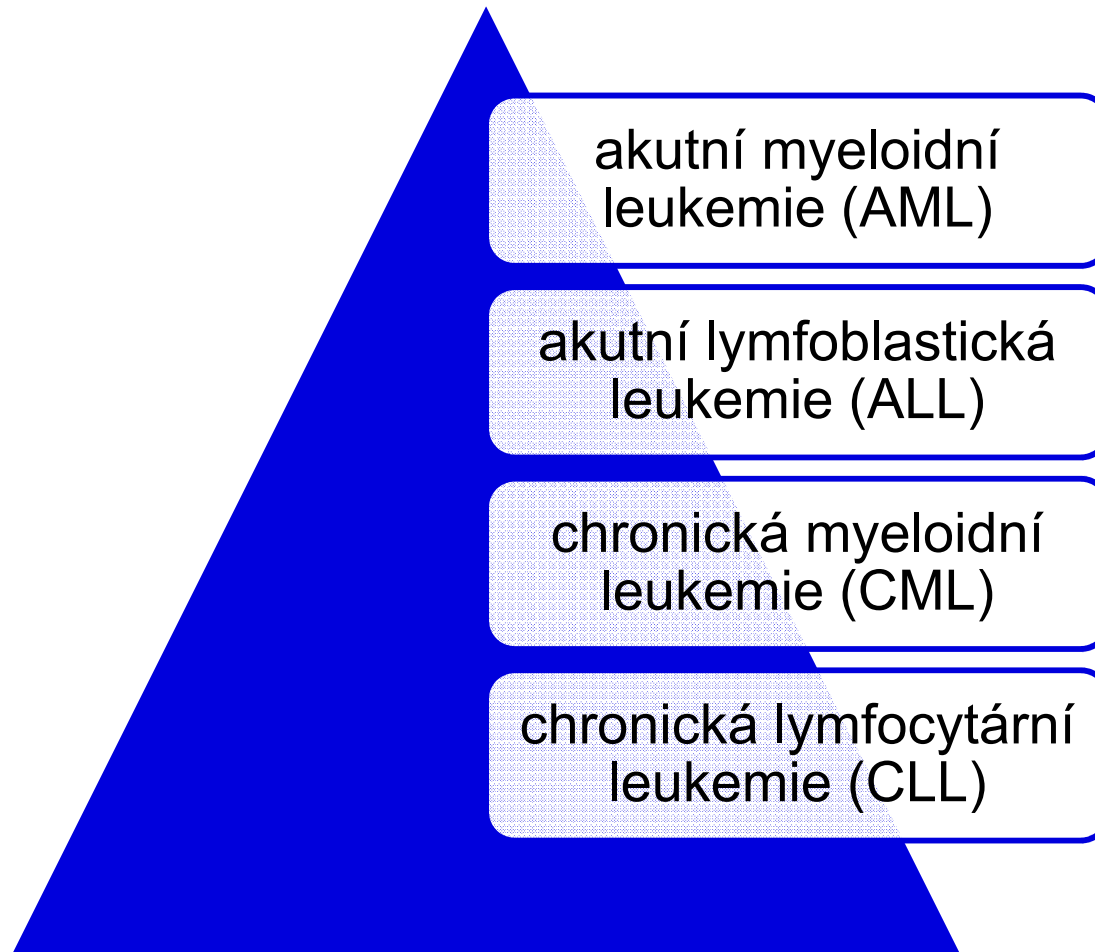 akutní myeloidní
leukemie (AML)
akutní lymfoblastická
leukemie (ALL)
chronická myeloidní
leukemie (CML)
chronická lymfocytární
leukemie (CLL)